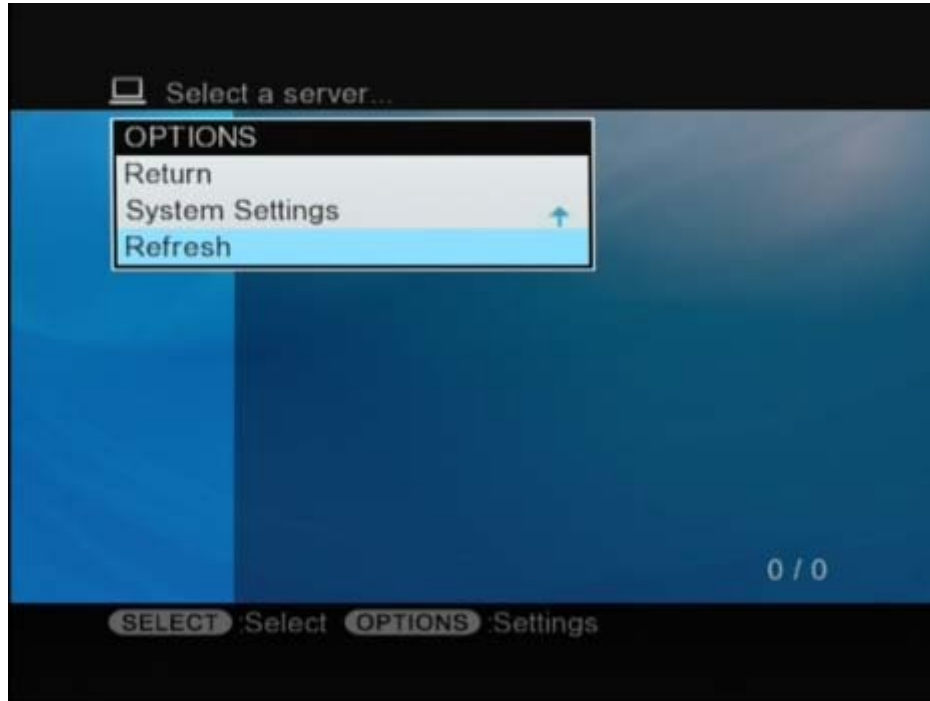 Select a server...
OPTIONS
Return
System Settings
Refresh
0 / 0
SELECT :Select OPTIONS :Settings